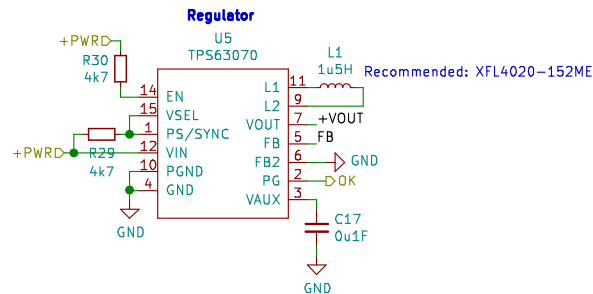 Regulator
U5
TPS63070
+PWR
R30
4k7
14 EN
15 VSEL
1 PS/SYNC
+PWR
R29
4k7
12 VIN
10 PGND
4 GND
GND
L1 11
L2 9
VOUT 7 +VOUT
FB 5 FB
FB2 6 GND
PG 2 OK
VAUX 3
L1
1u5H
Recommended: XFL4020-152ME
C17
0u1F
GND